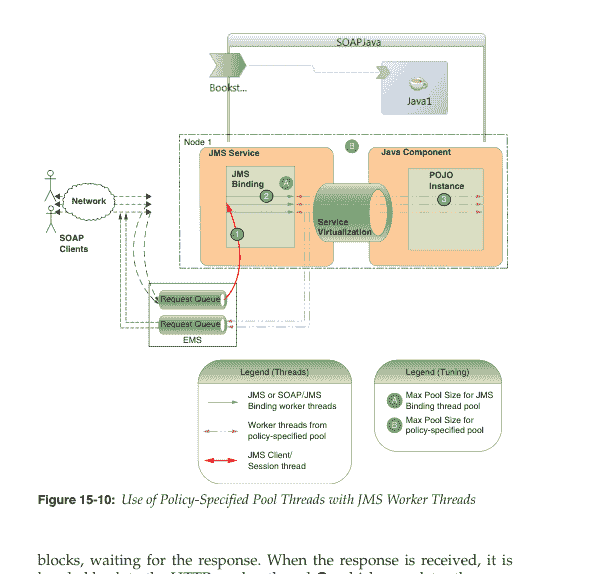 SOAPJava
Bookst...
Java1
Node 1
B
JMS Service
Java Component
JMS
Binding
A
2
POJO
Instance
3
Network
Service
Virtualization
SOAP
Clients
1
Request Queue
Request Queue
EMS
Legend (Threads)
JMS or SOAP/JMS
Binding worker threads
Worker threads from
policy-specified pool
JMS Client/
Session thread
Legend (Tuning)
A
Max Pool Size for JMS
Binding thread pool
B
Max Pool Size for
policy-specified pool
Figure 15-10: Use of Policy-Specified Pool Threads with JMS Worker Threads
blocks, waiting for the response. When the response is received, it is